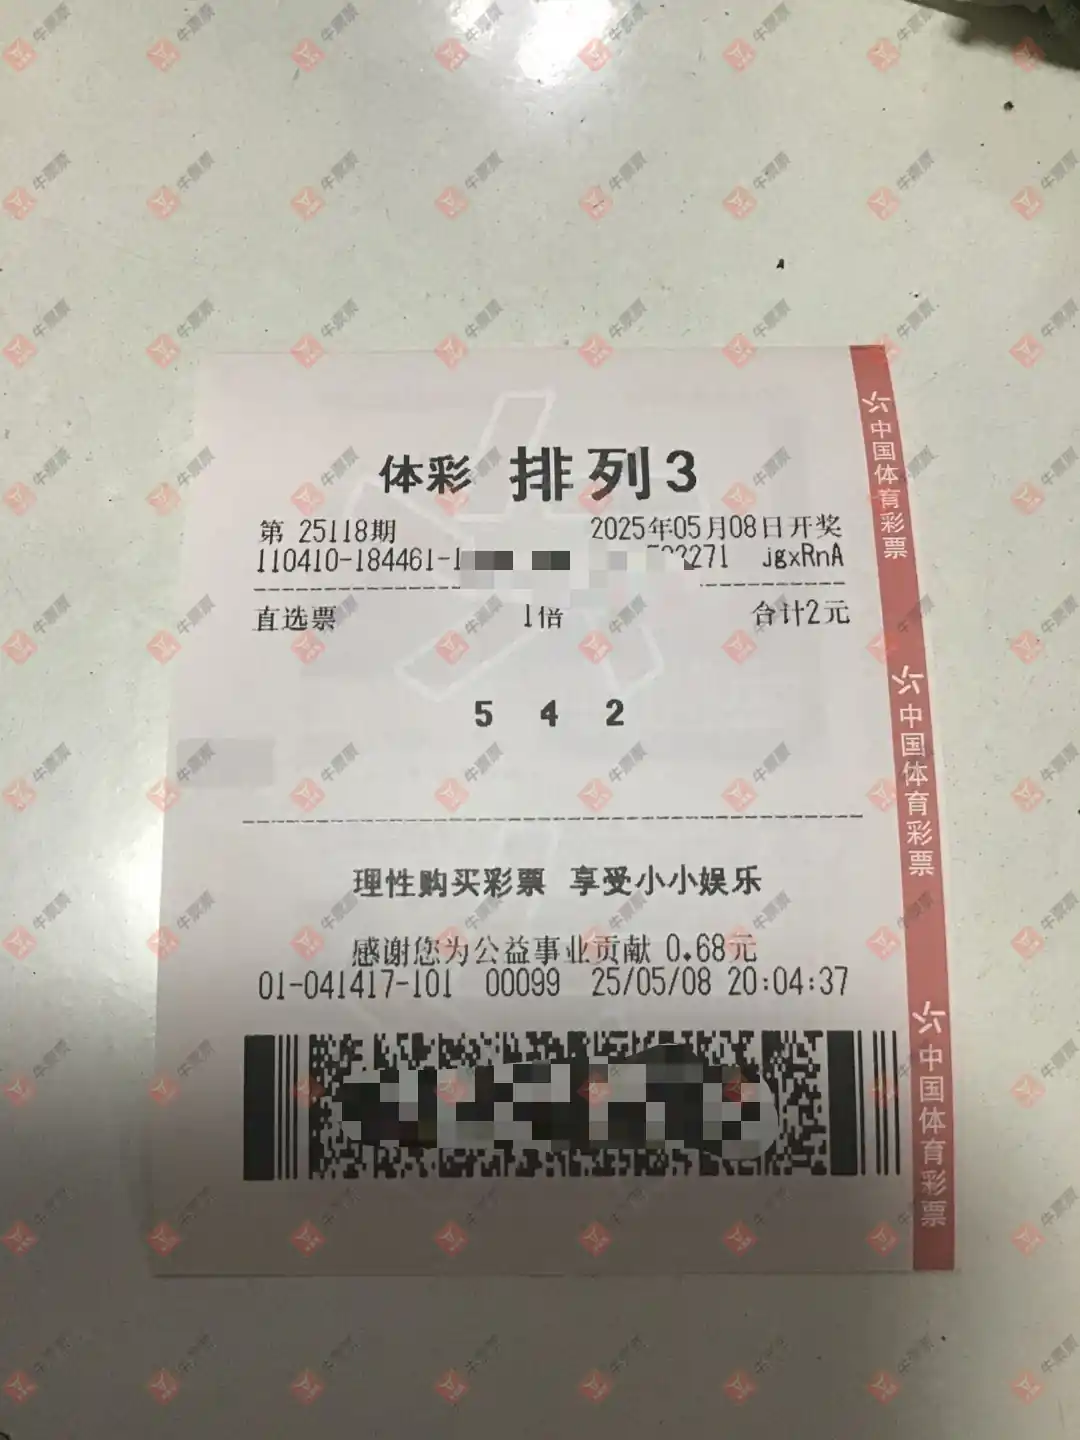 体彩 排列3
第 25118期 2025年05月08日开奖
110410-184461-1 2271 jgxRnA
直选票 1倍 合计2元
5 4 2
理性购买彩票 享受小小娱乐
感谢您为公益事业贡献 0.68元
01-041417-101 00099 25/05/08 20:04:37
中国体育彩票
中国体育彩票
中国体育彩票
牛票票